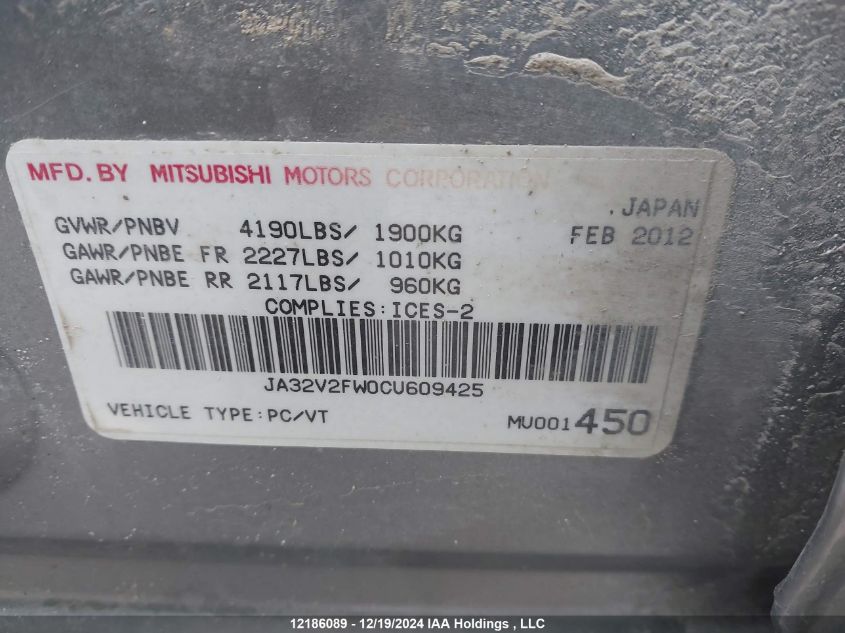 MFD. BY MITSUBISHI MOTORS CORPORATION
. JAPAN
GVWR/PNBV 4190LBS/ 1900KG FEB 2012
GAWR/PNBE FR 2227LBS/ 1010KG
GAWR/PNBE RR 2117LBS/ 960KG
COMPLIES:ICES-2
JA32V2FW0CU609425
VEHICLE TYPE:PC/VT MU001450
12186089 - 12/19/2024 IAA Holdings , LLC